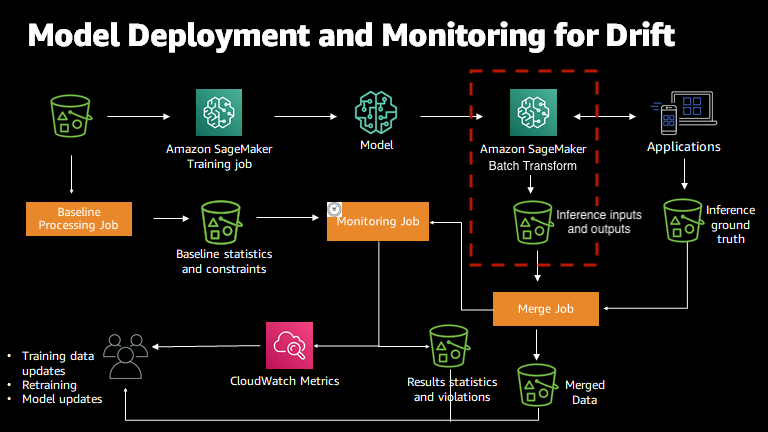 Model Deployment and Monitoring for Drift
Amazon SageMaker
Training job
Model
Amazon SageMaker
Batch Transform
Applications
Baseline
Processing Job
Baseline statistics
and constraints
Monitoring Job
Inference inputs
and outputs
Inference
ground
truth
Merge Job
• Training data
updates
• Retraining
• Model updates
CloudWatch Metrics
Results statistics
and violations
Merged
Data